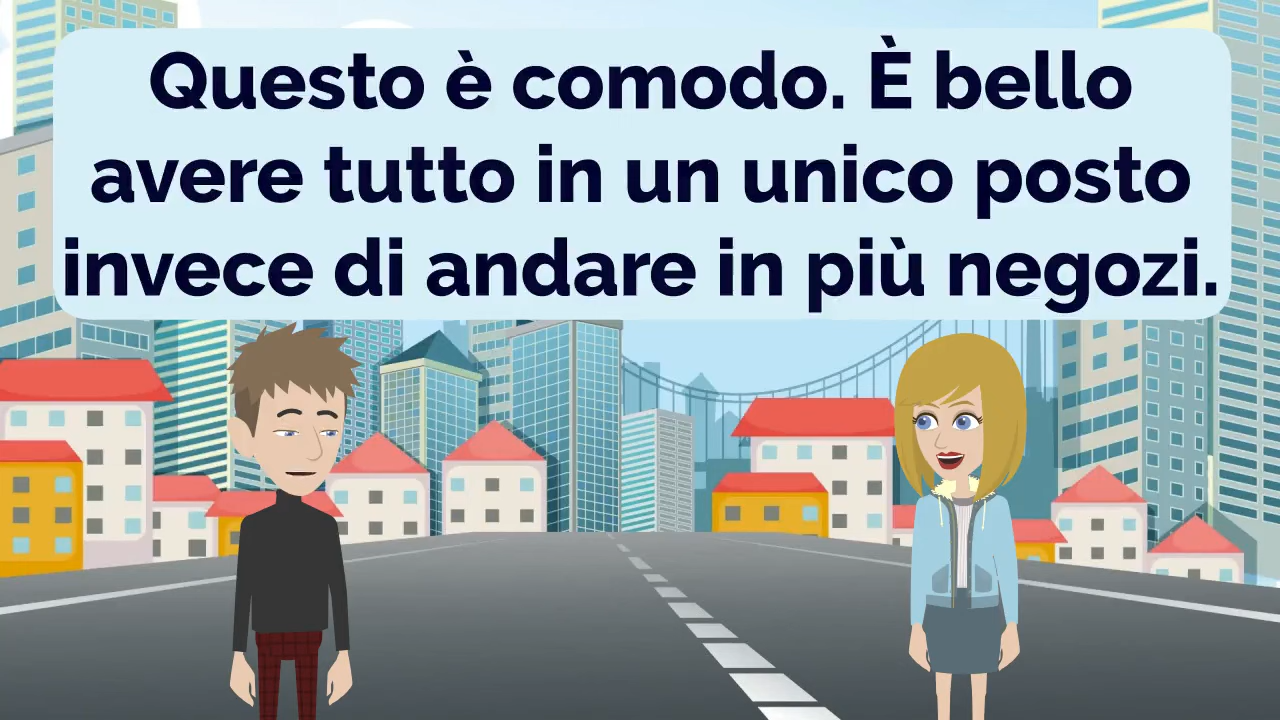 Questo è comodo. È bello
avere tutto in un unico posto
invece di andare in più negozi.